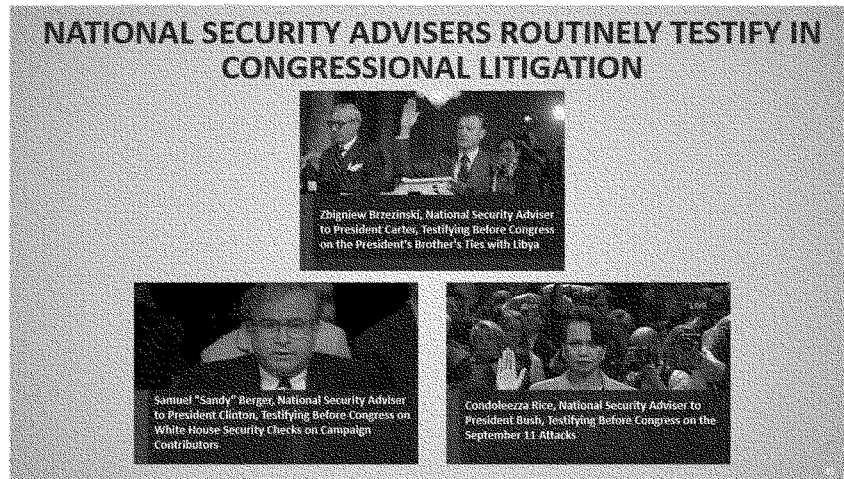 NATIONAL SECURITY ADVISERS ROUTINELY TESTIFY IN
CONGRESSIONAL LITIGATION
Zbigniew Brzezinski, National Security Adviser
to President Carter, Testifying Before Congress
on the President's Brother's Ties with Libya
Samuel "Sandy" Berger, National Security Adviser
to President Clinton, Testifying Before Congress on
White House Security Checks on Campaign
Contributors
Condoleezza Rice, National Security Adviser to
President Bush, Testifying Before Congress on the
September 11 Attacks